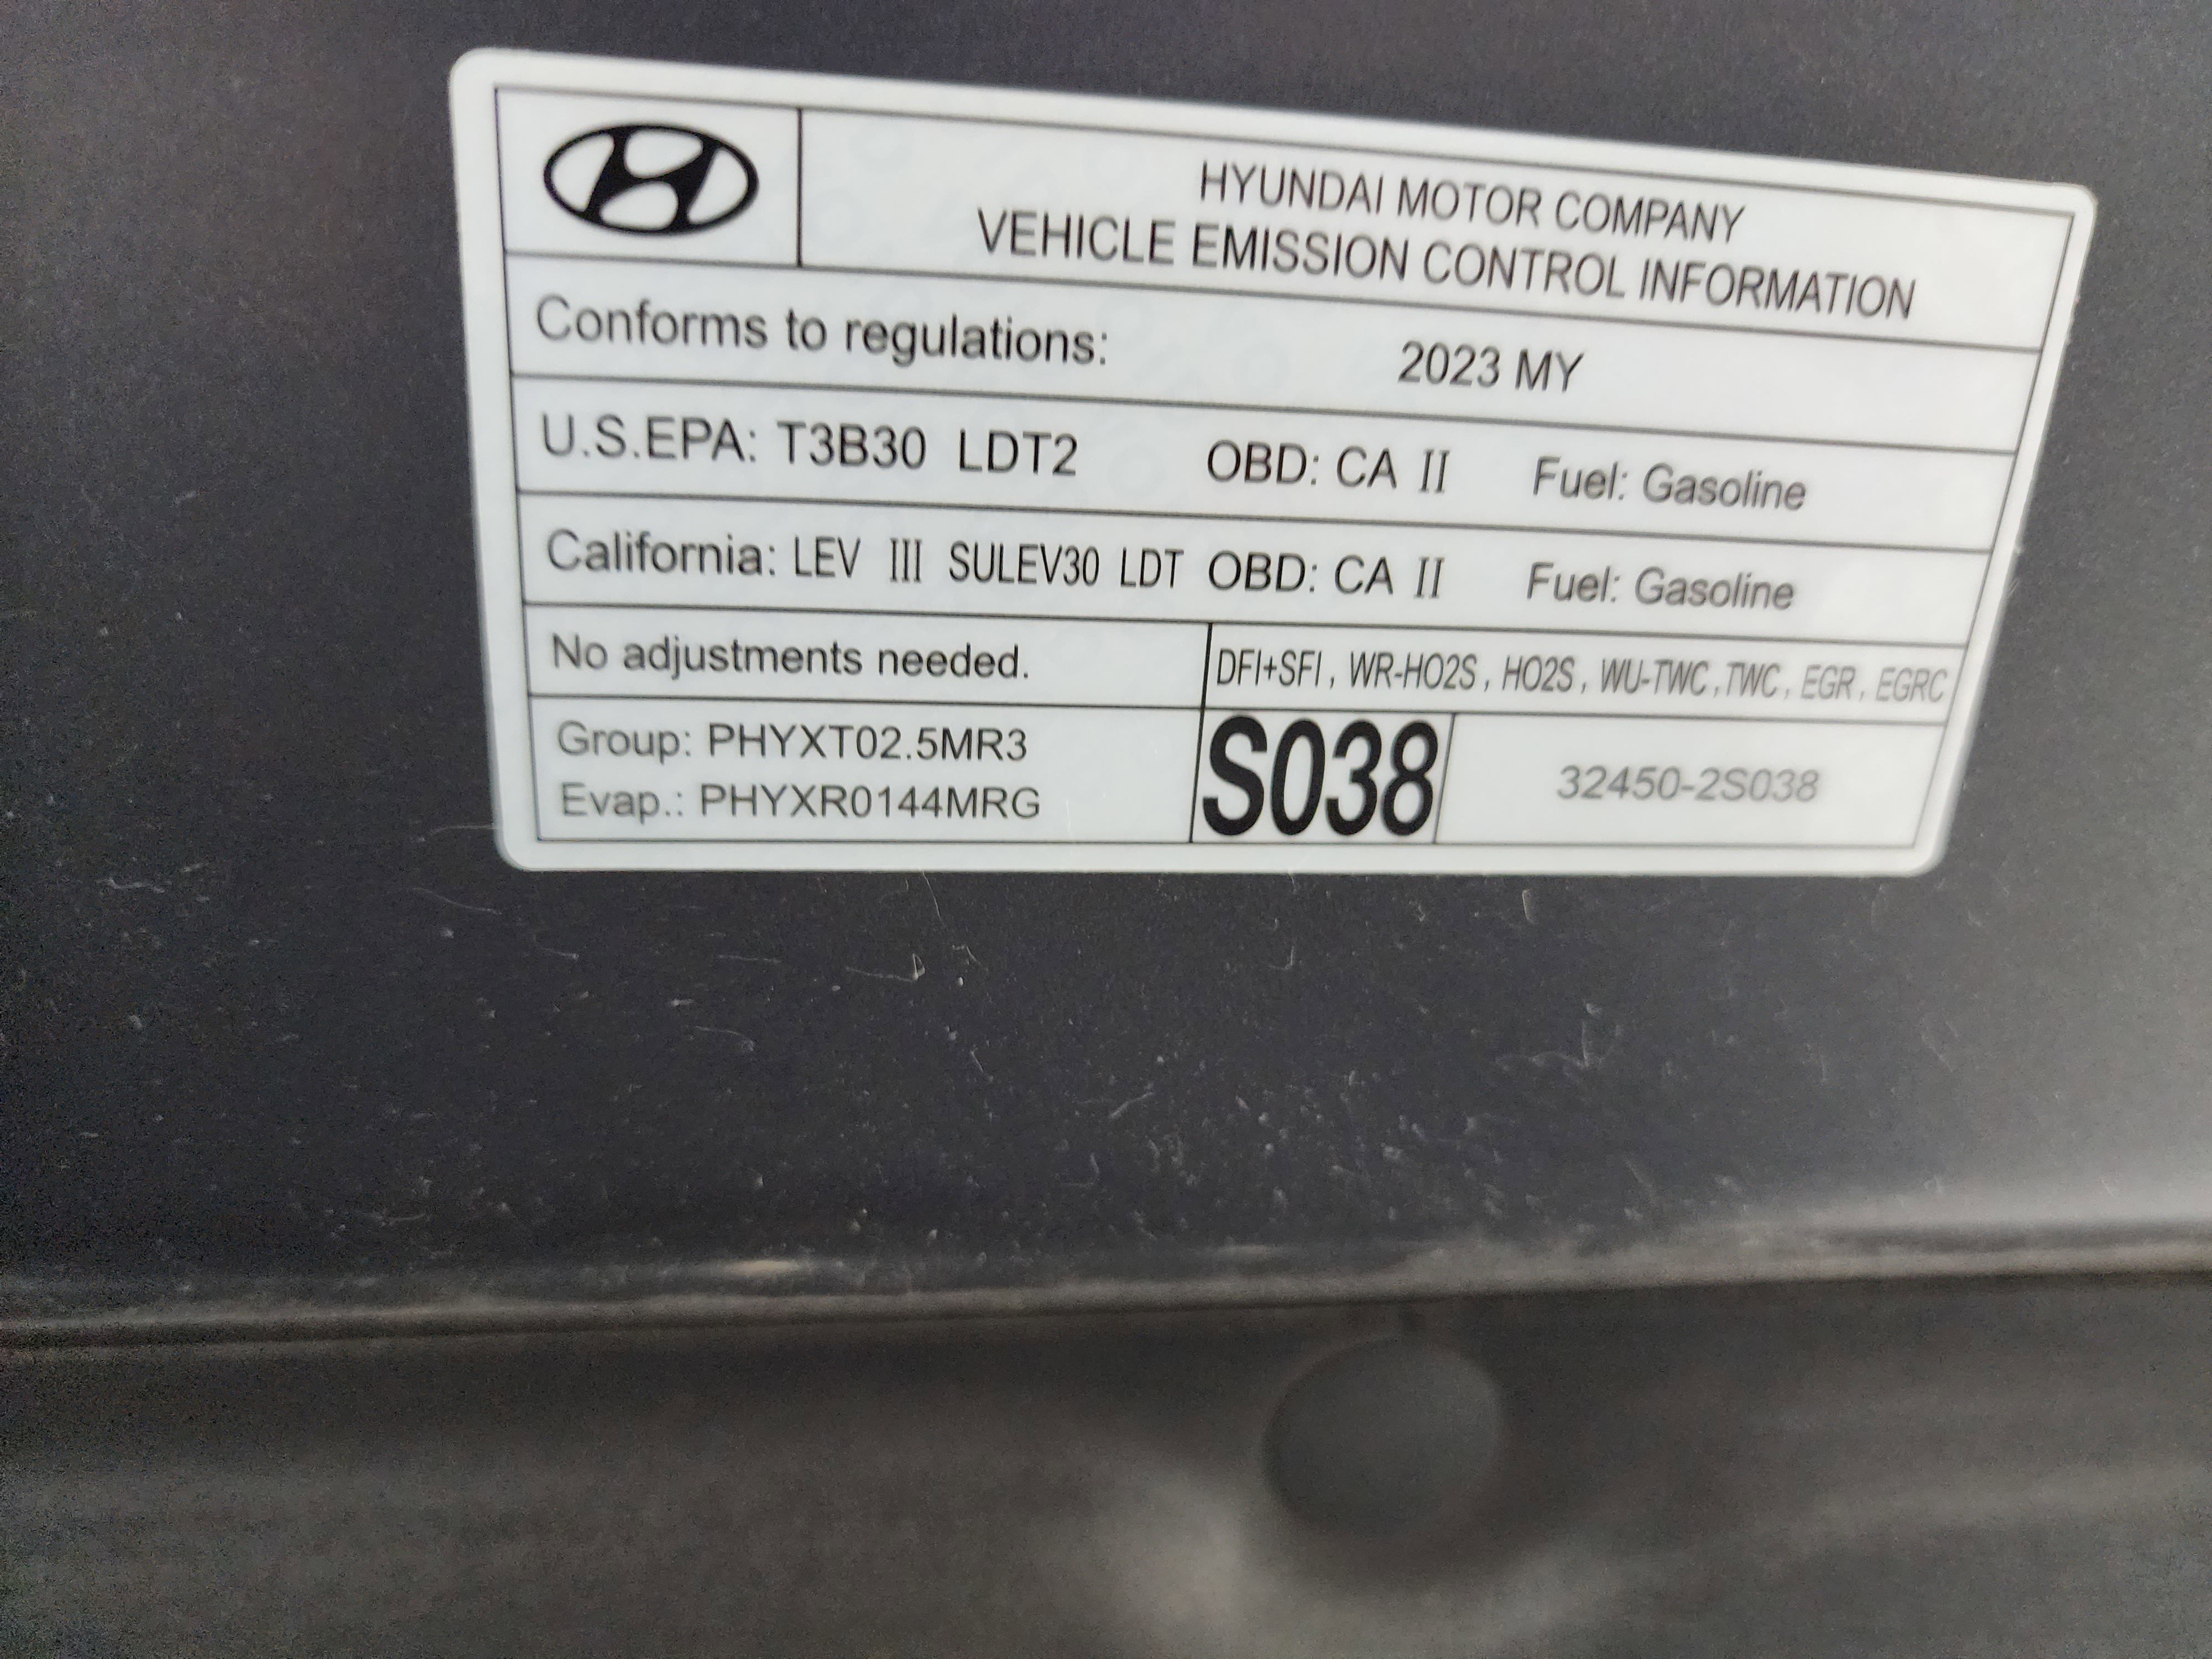 HYUNDAI MOTOR COMPANY
VEHICLE EMISSION CONTROL INFORMATION
Conforms to regulations: 2023 MY
U.S.EPA: T3B30 LDT2 OBD: CA II Fuel: Gasoline
California: LEV III SULEV30 LDT OBD: CA II Fuel: Gasoline
No adjustments needed. DFI+SFI, WR-HO2S, HO2S, WU-TWC, TWC, EGR, EGRC
Group: PHYXT02.5MR3
Evap.: PHYXR0144MRG
S038 32450-2S038